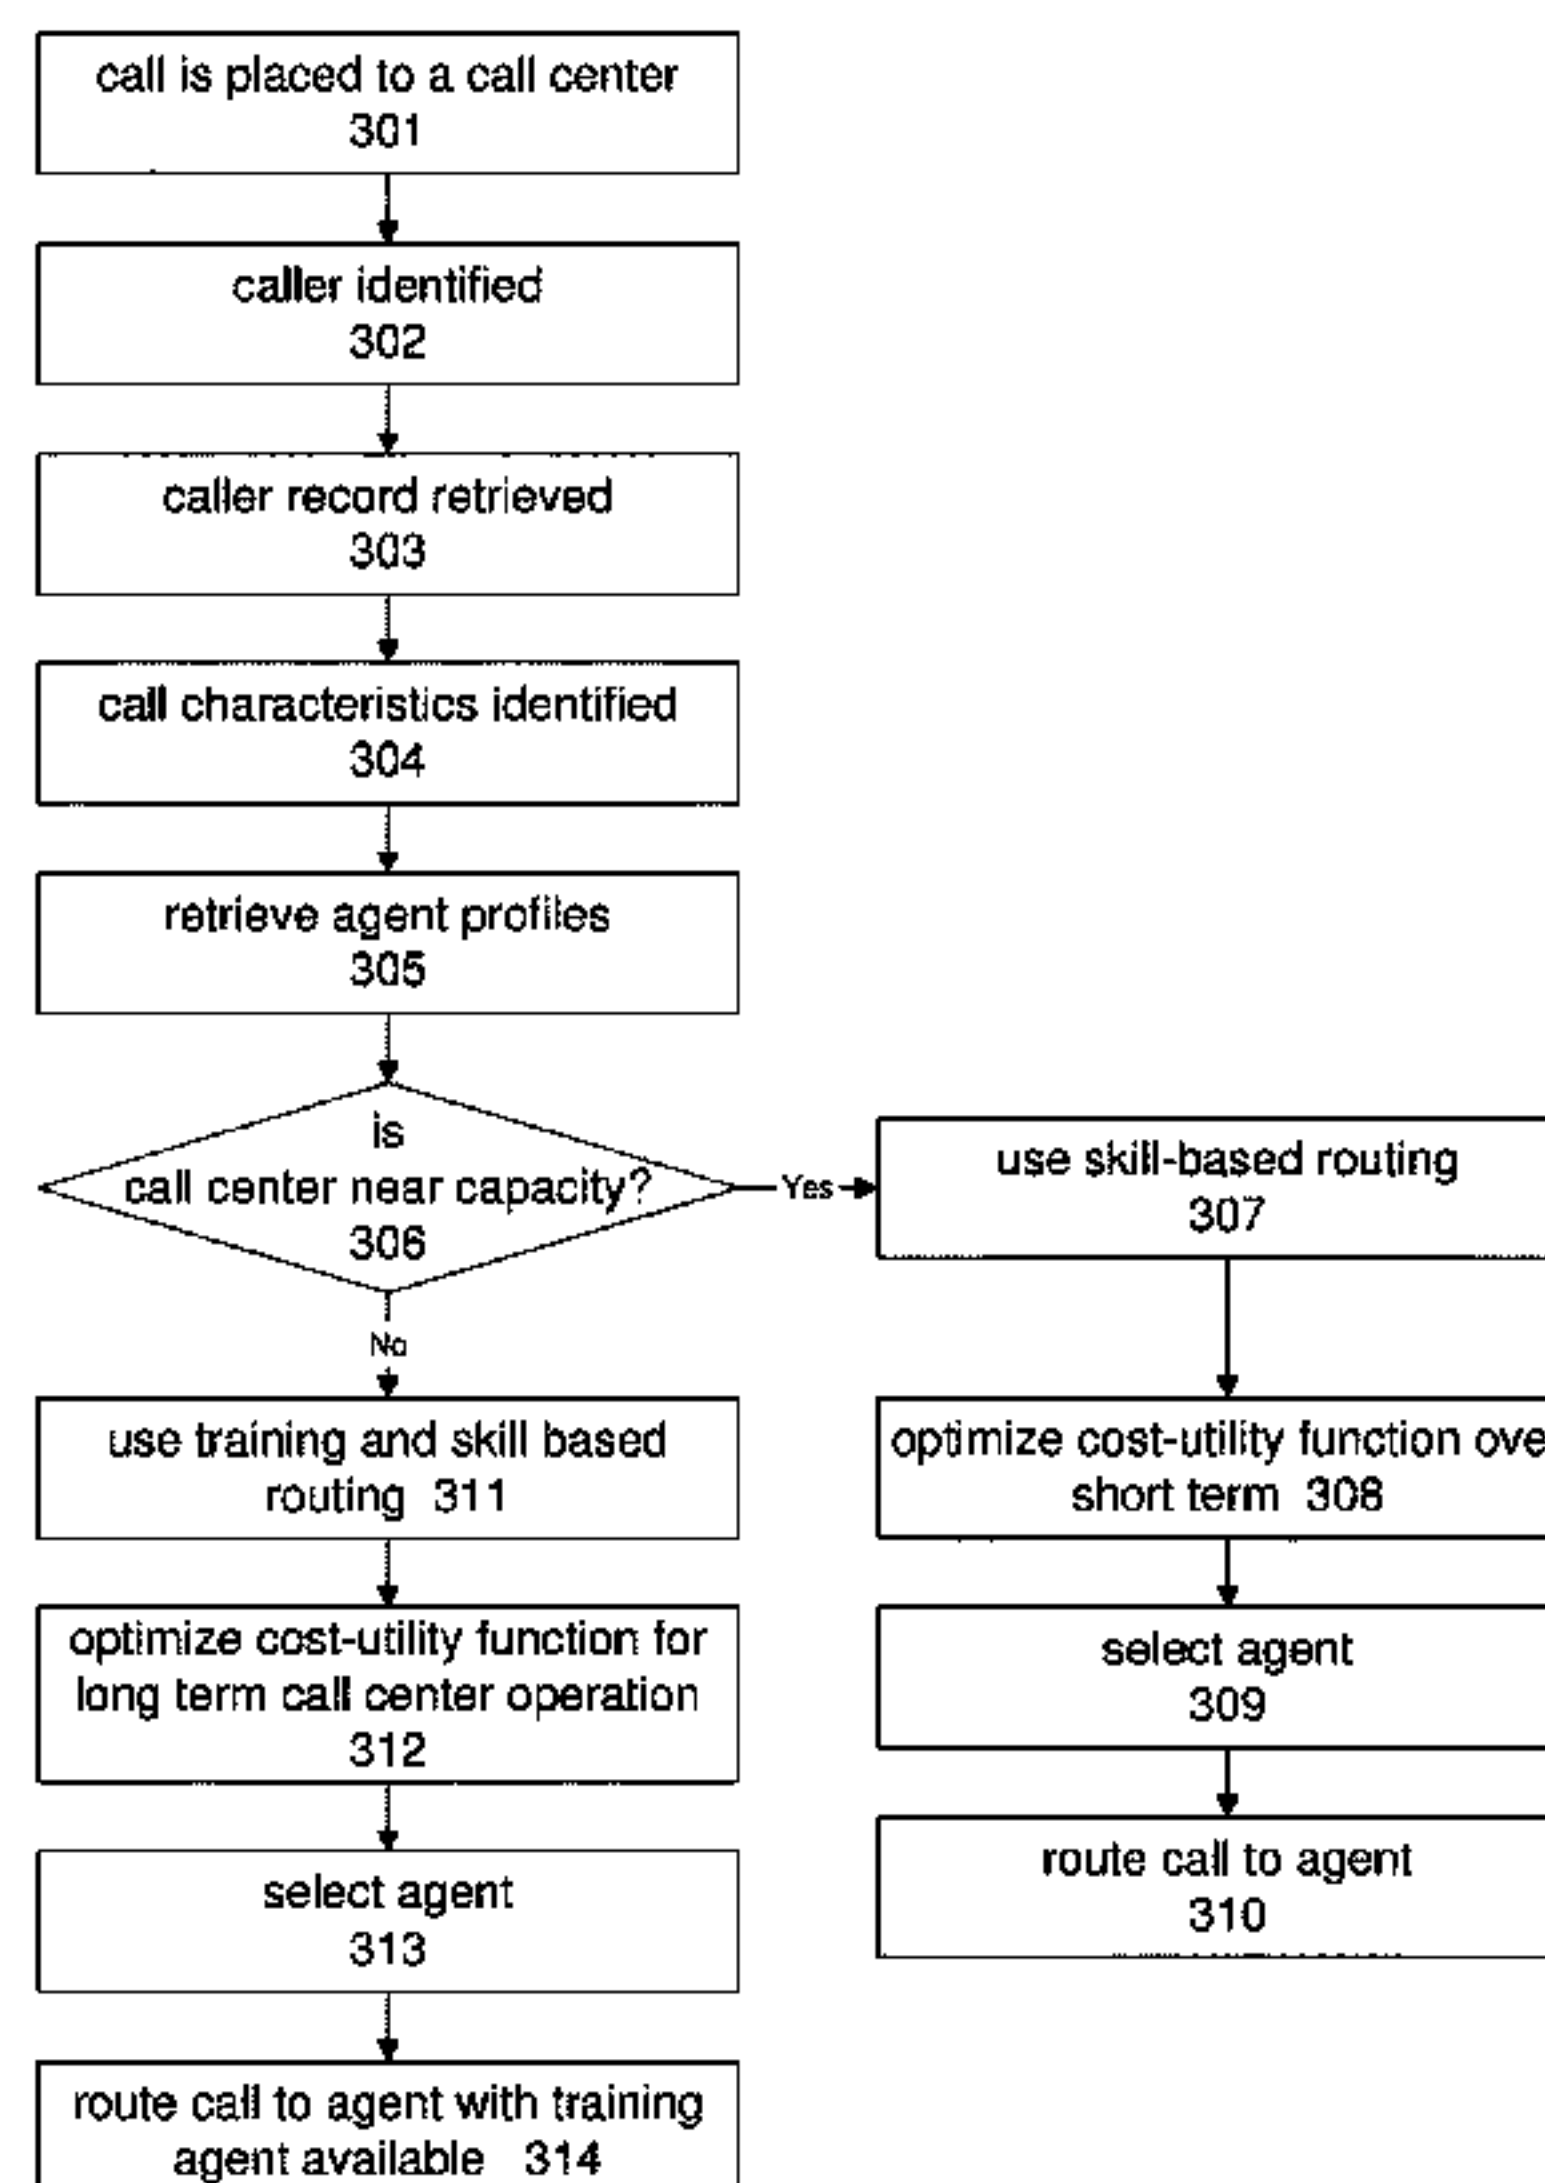 call is placed to a call center
301
caller identified
302
caller record retrieved
303
call characteristics identified
304
retrieve agent profiles
305
is
call center near capacity?
306
Yes
use skill-based routing
307
No
use training and skill based
routing 311
optimize cost-utility function ove
short term 308
optimize cost-utility function for
long term call center operation
312
select agent
309
select agent
313
route call to agent
310
route call to agent with training
agent available 314